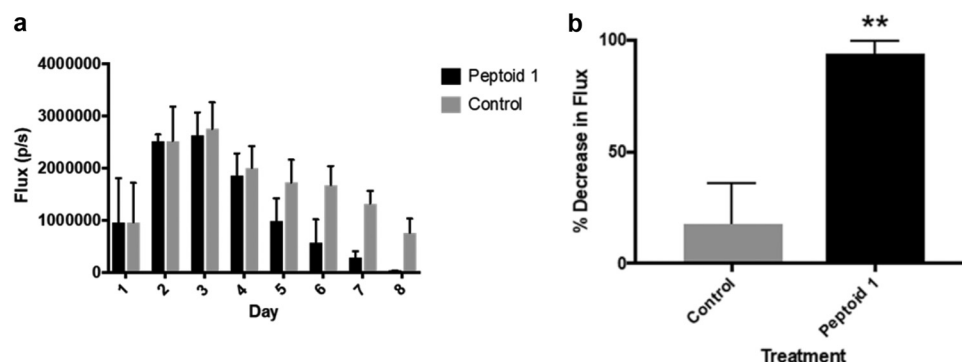 a
4000000
3000000
2000000
1000000
0
Flux (p/s)
1 2 3 4 5 6 7 8
Day
Peptoid 1
Control
b
**
100
50
0
% Decrease in Flux
Control
Peptoid 1
Treatment